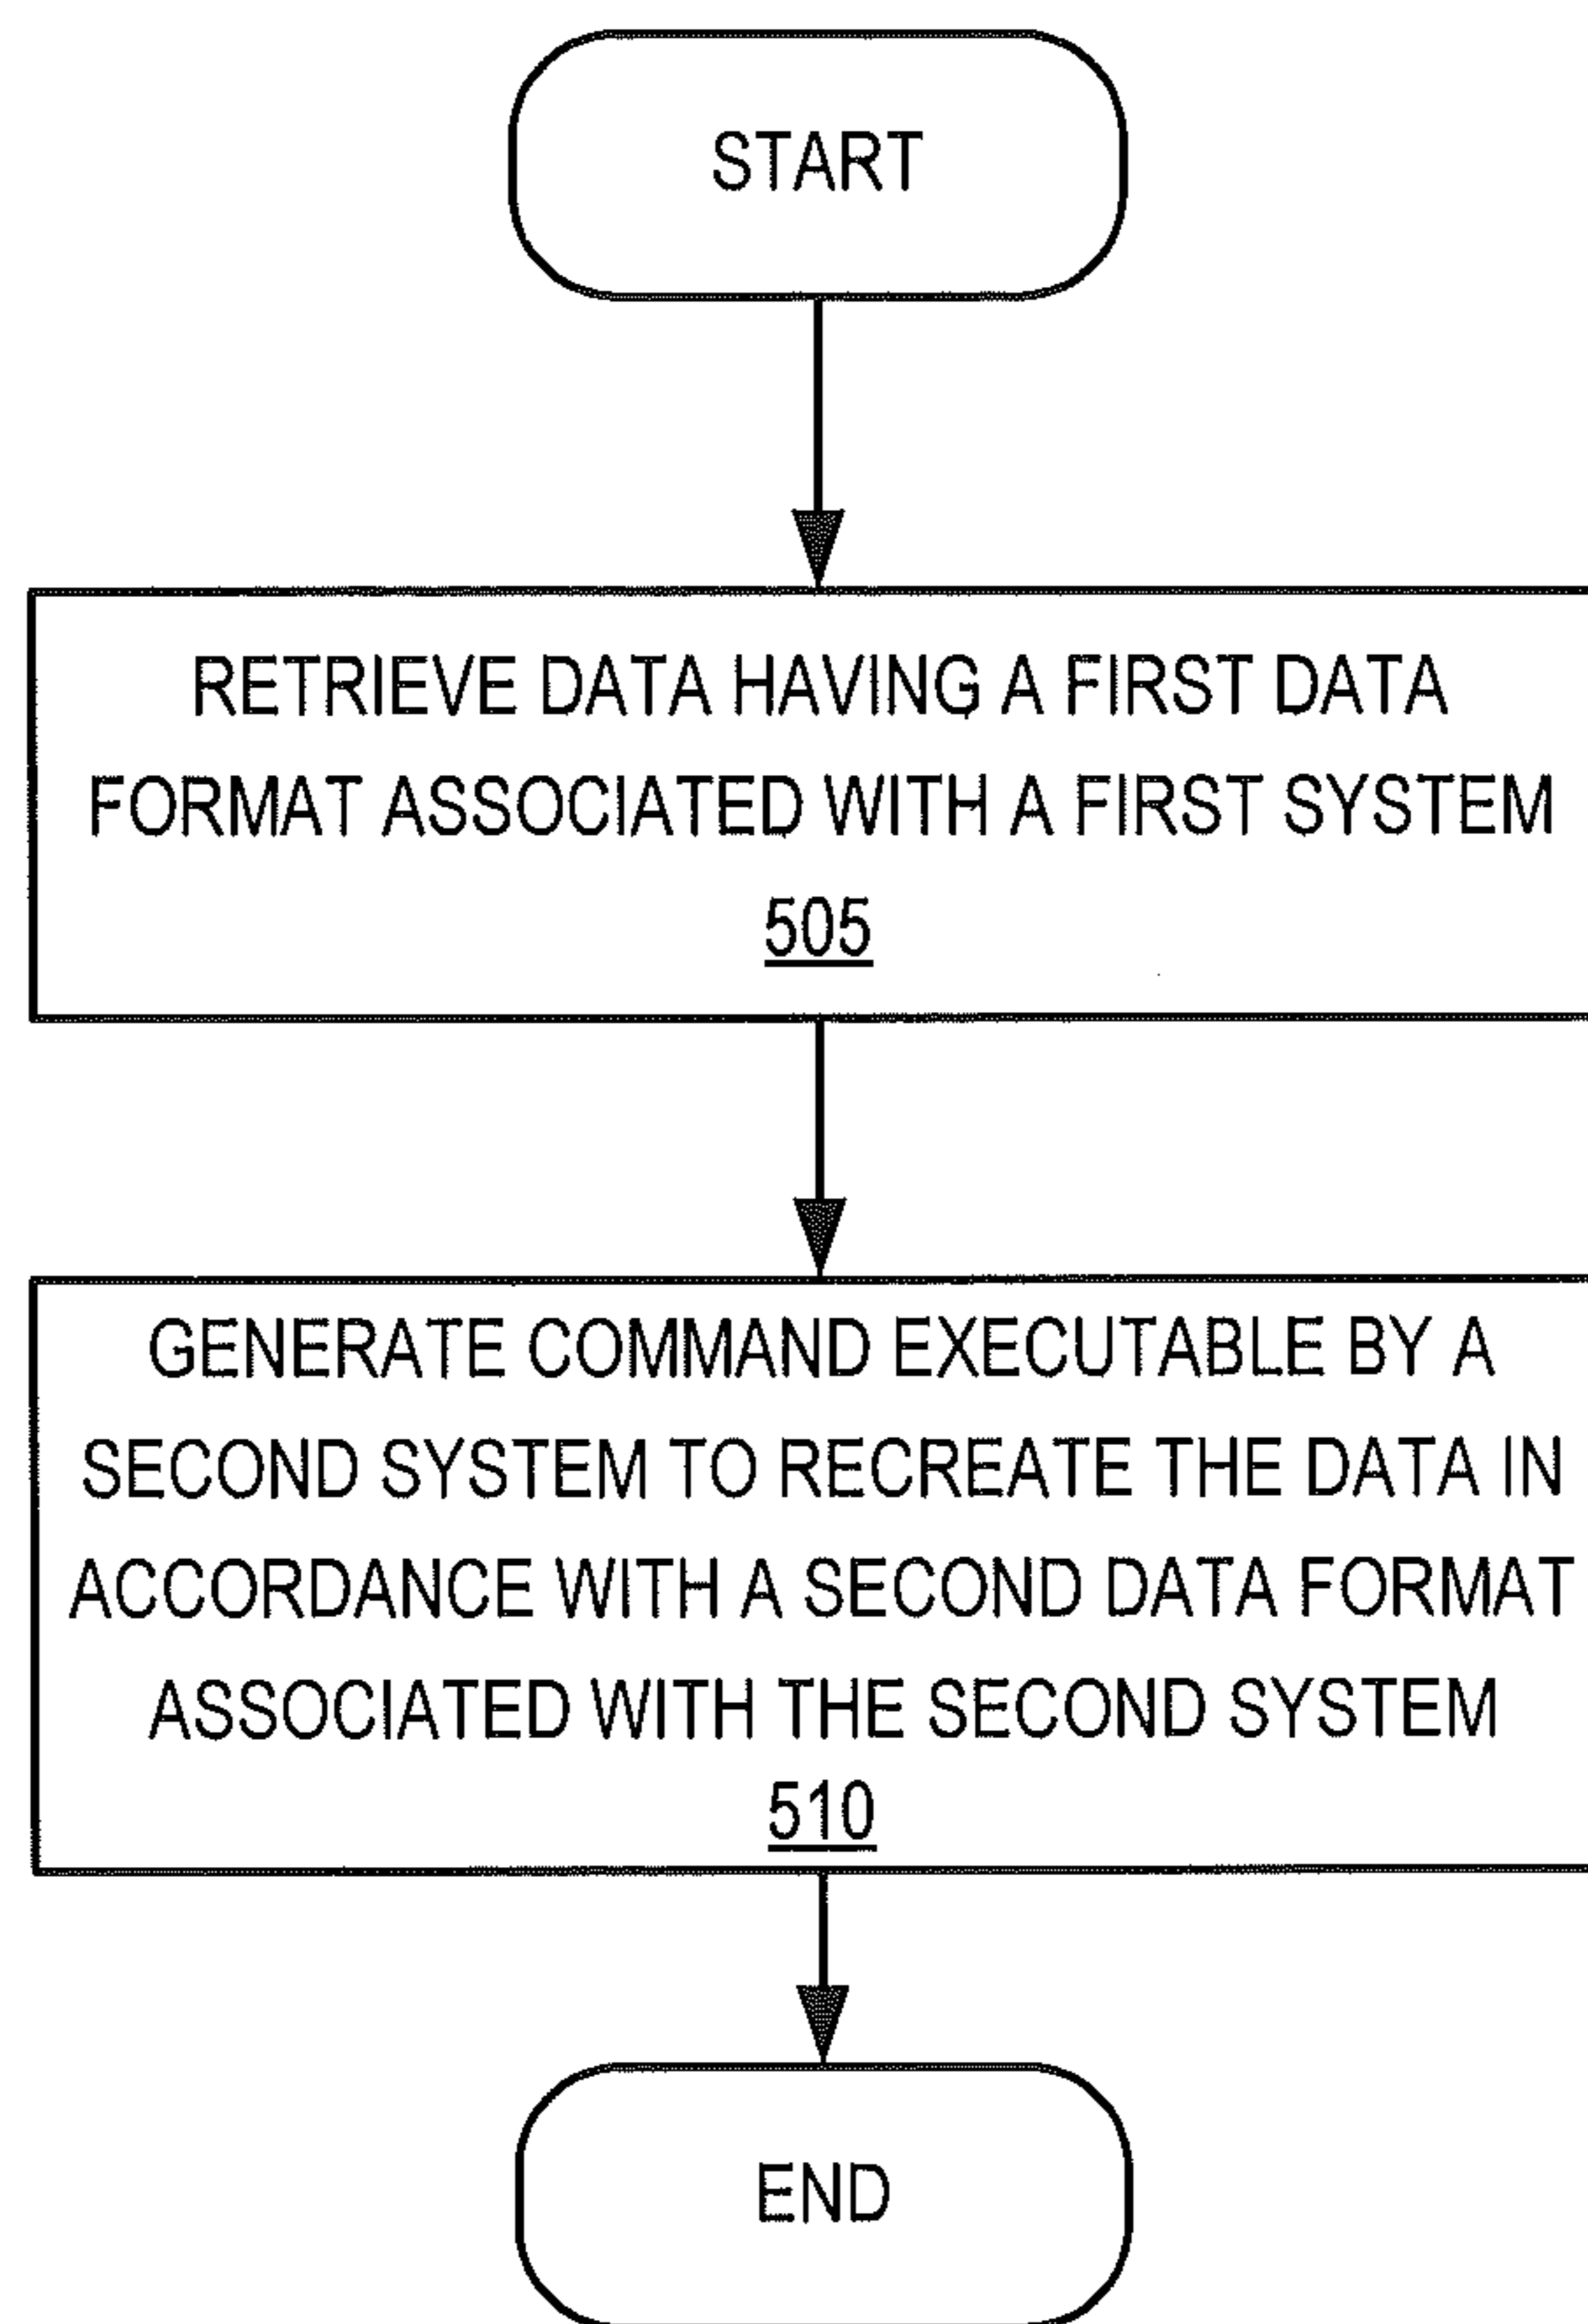 START
RETRIEVE DATA HAVING A FIRST DATA
FORMAT ASSOCIATED WITH A FIRST SYSTEM
505
GENERATE COMMAND EXECUTABLE BY A
SECOND SYSTEM TO RECREATE THE DATA IN
ACCORDANCE WITH A SECOND DATA FORMAT
ASSOCIATED WITH THE SECOND SYSTEM
510
END